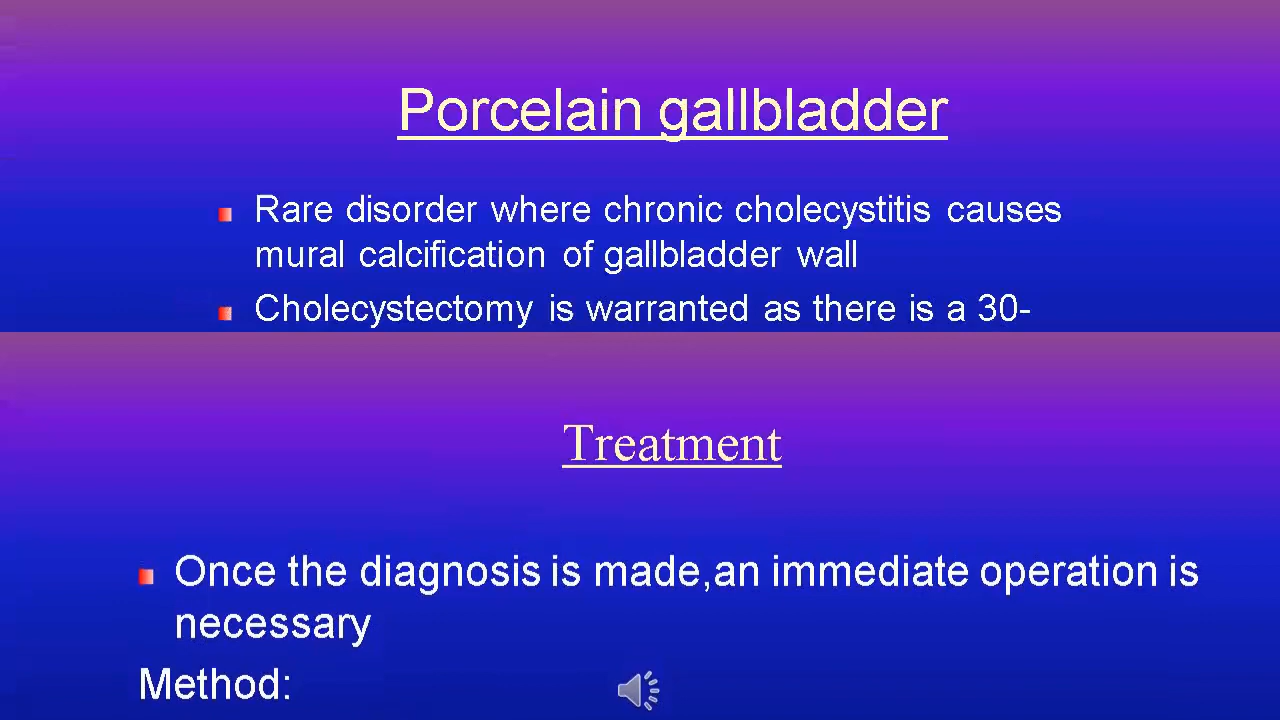 Porcelain gallbladder
Rare disorder where chronic cholecystitis causes
mural calcification of gallbladder wall
Cholecystectomy is warranted as there is a 30-
Treatment
Once the diagnosis is made,an immediate operation is
necessary
Method: